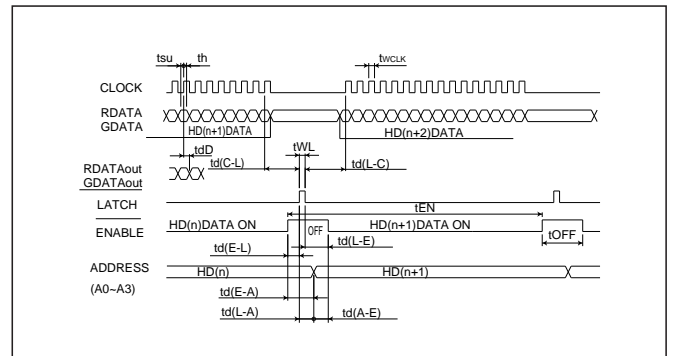 tsu th tWCLK
CLOCK
RDATA
GDATA
HD(n+1)DATA HD(n+2)DATA
tdD tWL
td(C-L) td(L-C)
RDATAout
GDATAout
LATCH
tEN
HD(n)DATA ON OFF HD(n+1)DATA ON
ENABLE tOFF
td(E-L) td(L-E)
ADDRESS HD(n) HD(n+1)
(A0~A3)
td(E-A)
td(L-A) td(A-E)